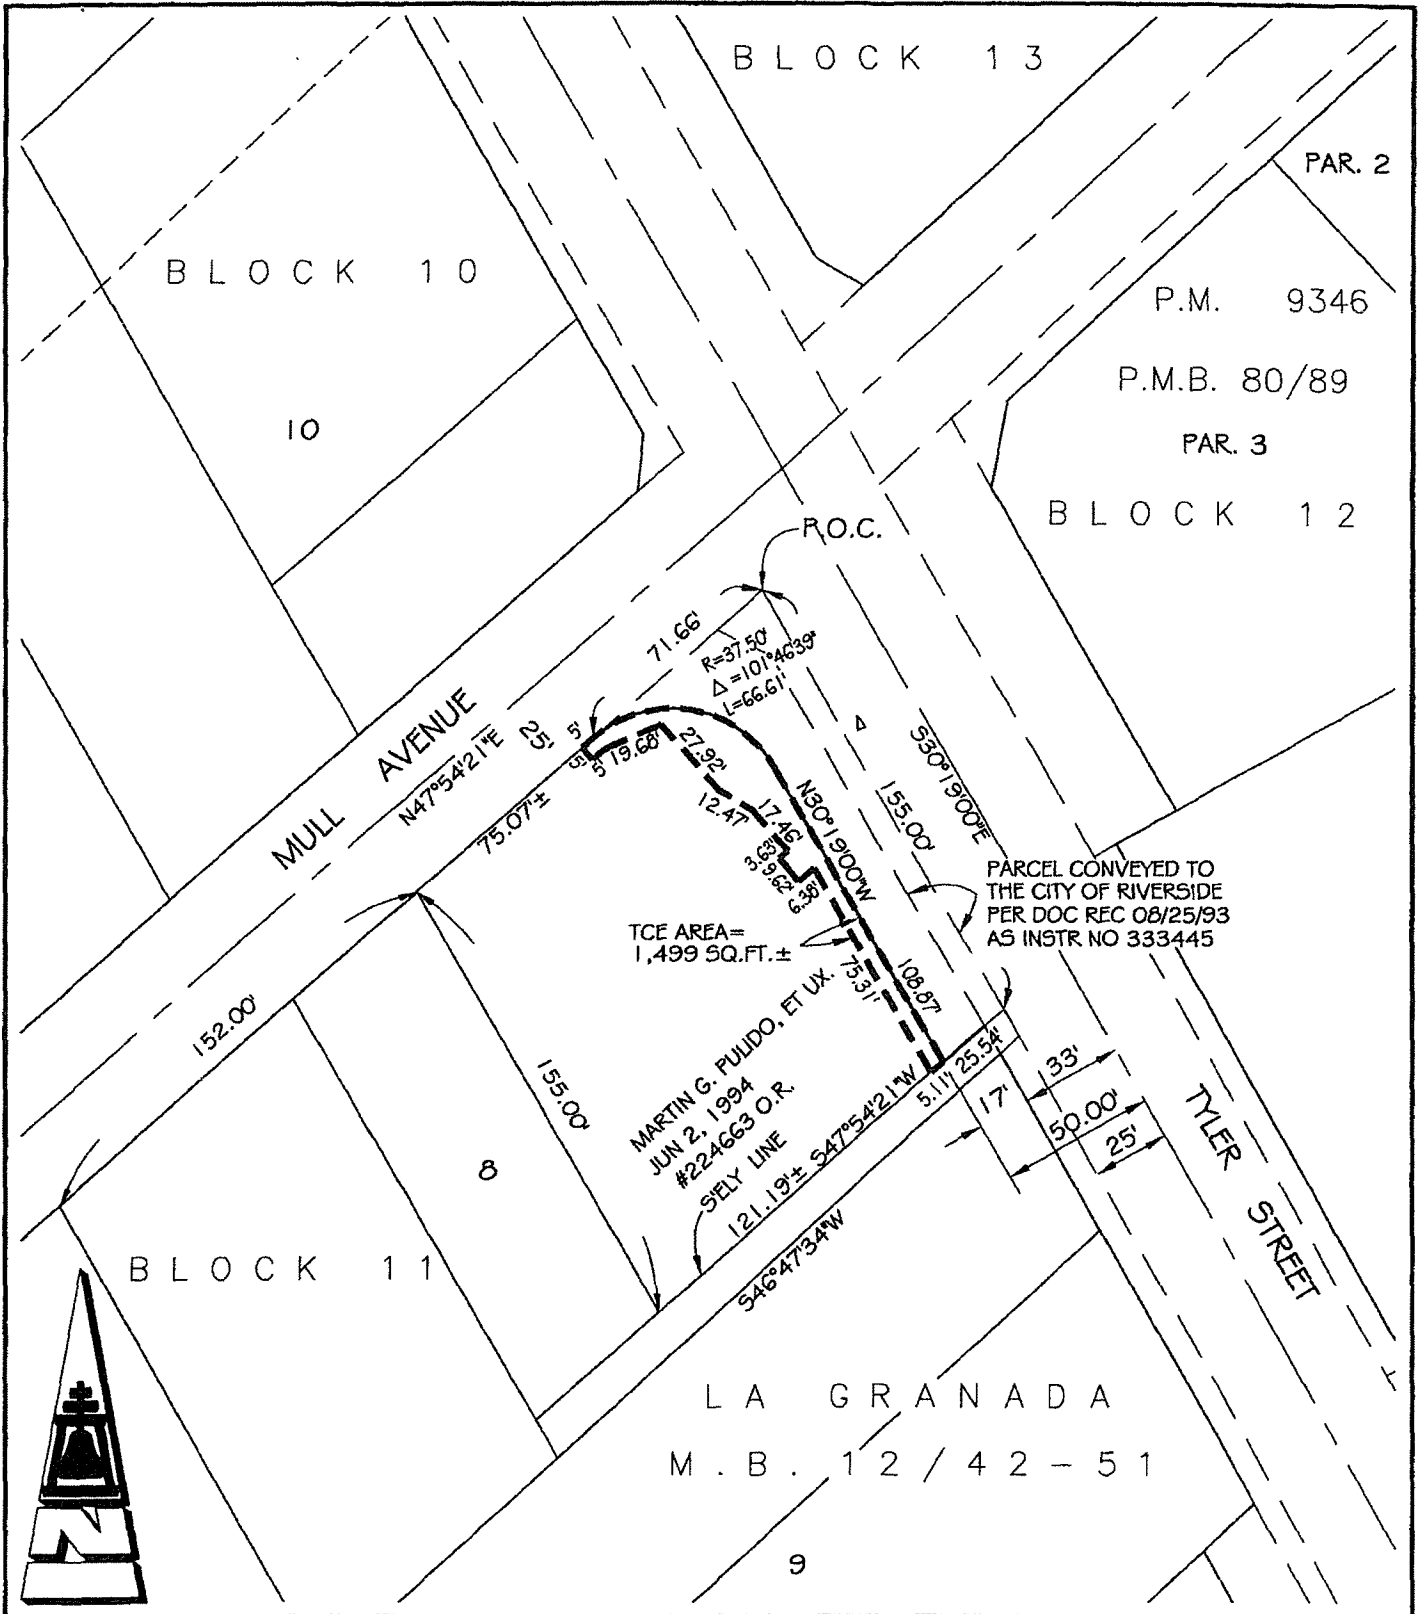 BLOCK 13
PAR. 2
BLOCK 10
P.M. 9346
P.M.B. 80/89
10
PAR. 3
BLOCK 12
P.O.C.
71.66'
R=37.50'
Δ=101°46'39"
L=66.61'
MULL AVENUE
N47°54'21"E
25'
5'
5'
5'
19.68'
27.92'
Δ
S30°19'00"E
155.00'
75.07'±
12.47'
17.46'
N30°19'00"W
3.63'
9.62'
6.38'
PARCEL CONVEYED TO
THE CITY OF RIVERSIDE
PER DOC REC 08/25/93
AS INSTR NO 333445
TCE AREA=
1,499 SQ.FT.±
75.31'
108.87'
152.00'
155.00'
MARTIN G. PULIDO, ET UX.
JUN 2, 1994
#224663 O.R.
S'ELY LINE
121.19'± S47°54'21"W
5.11'
25.54'
33'
17'
50.00'
25'
TYLER STREET
8
S46°47'34"W
BLOCK 11
LA GRANADA
M.B. 12/42-51
N
9